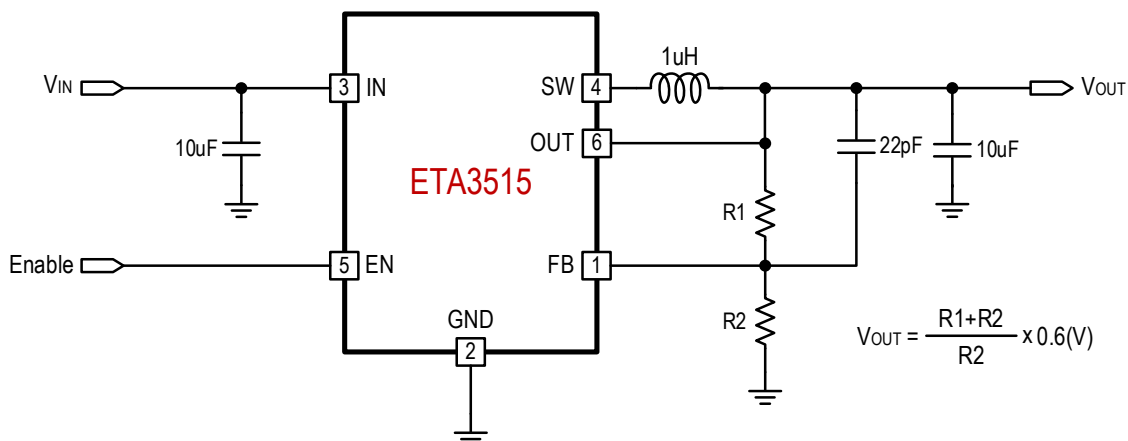 1uH
VIN
3
IN
SW
4
VOUT
10uF
OUT
6
22pF
10uF
ETA3515
R1
Enable
5
EN
FB
1
GND
2
R2
VOUT = R1+R2 / R2 x 0.6(V)